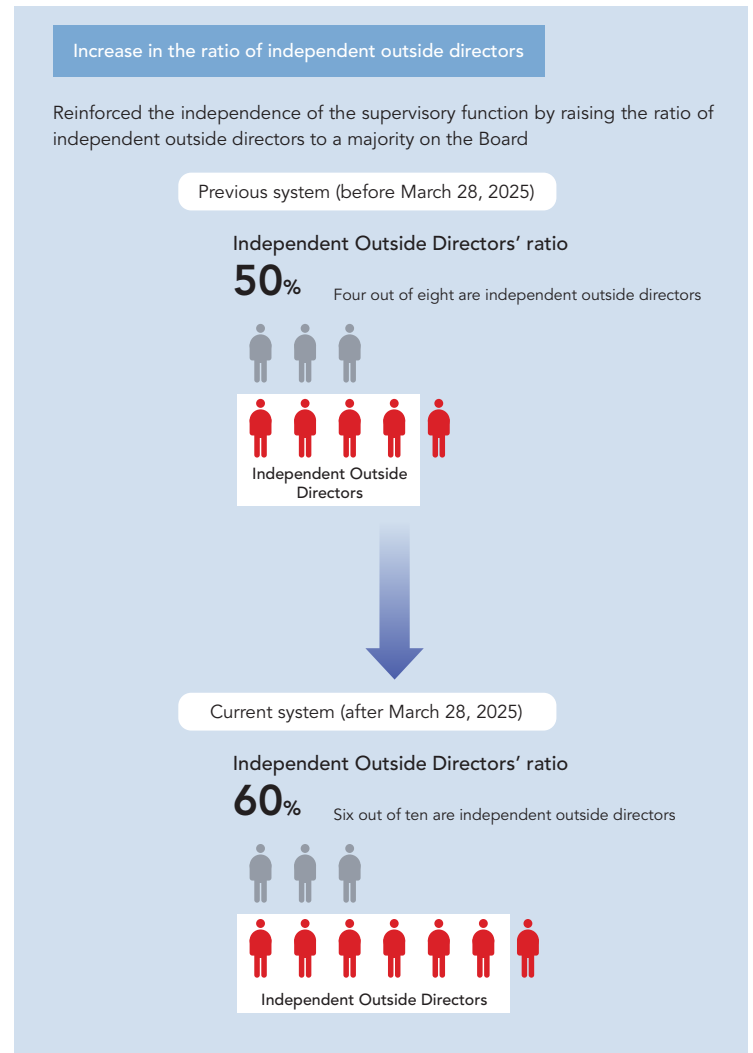 Increase in the ratio of independent outside directors
Reinforced the independence of the supervisory function by raising the ratio of
independent outside directors to a majority on the Board
Previous system (before March 28, 2025)
Independent Outside Directors’ ratio
50%
Four out of eight are independent outside directors
Independent Outside
Directors
Current system (after March 28, 2025)
Independent Outside Directors’ ratio
60%
Six out of ten are independent outside directors
Independent Outside Directors